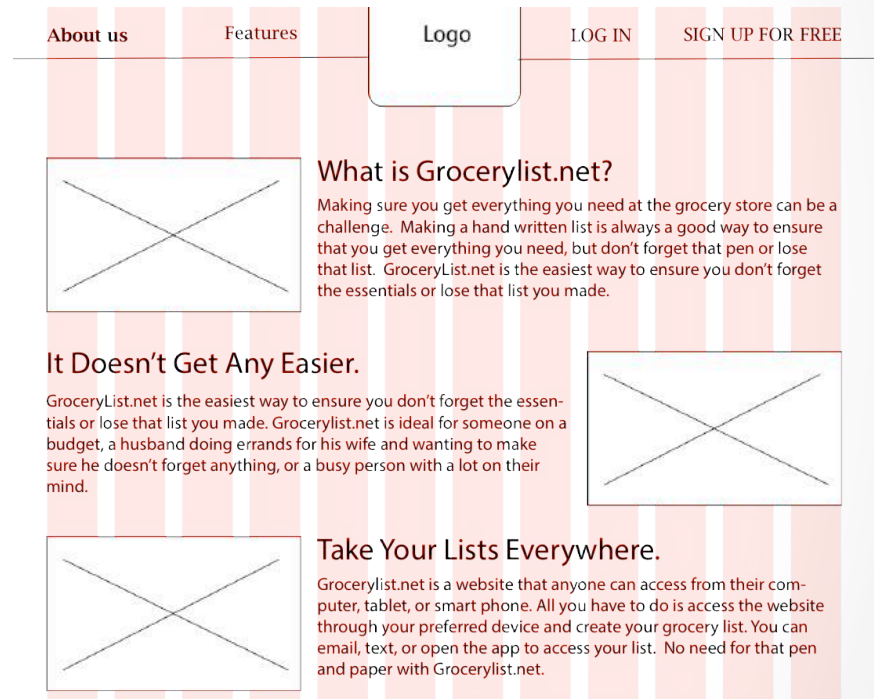 About us Features Logo LOG IN SIGN UP FOR FREE
What is Grocerylist.net?
Making sure you get everything you need at the grocery store can be a
challenge.  Making a hand written list is always a good way to ensure
that you get everything you need, but don’t forget that pen or lose
that list.  GroceryList.net is the easiest way to ensure you don’t forget
the essentials or lose that list you made.
It Doesn’t Get Any Easier.
GroceryList.net is the easiest way to ensure you don’t forget the essen-
tials or lose that list you made. Grocerylist.net is ideal for someone on a
budget, a husband doing errands for his wife and wanting to make
sure he doesn’t forget anything, or a busy person with a lot on their
mind.
Take Your Lists Everywhere.
Grocerylist.net is a website that anyone can access from their com-
puter, tablet, or smart phone. All you have to do is access the website
through your preferred device and create your grocery list. You can
email, text, or open the app to access your list.  No need for that pen
and paper with Grocerylist.net.